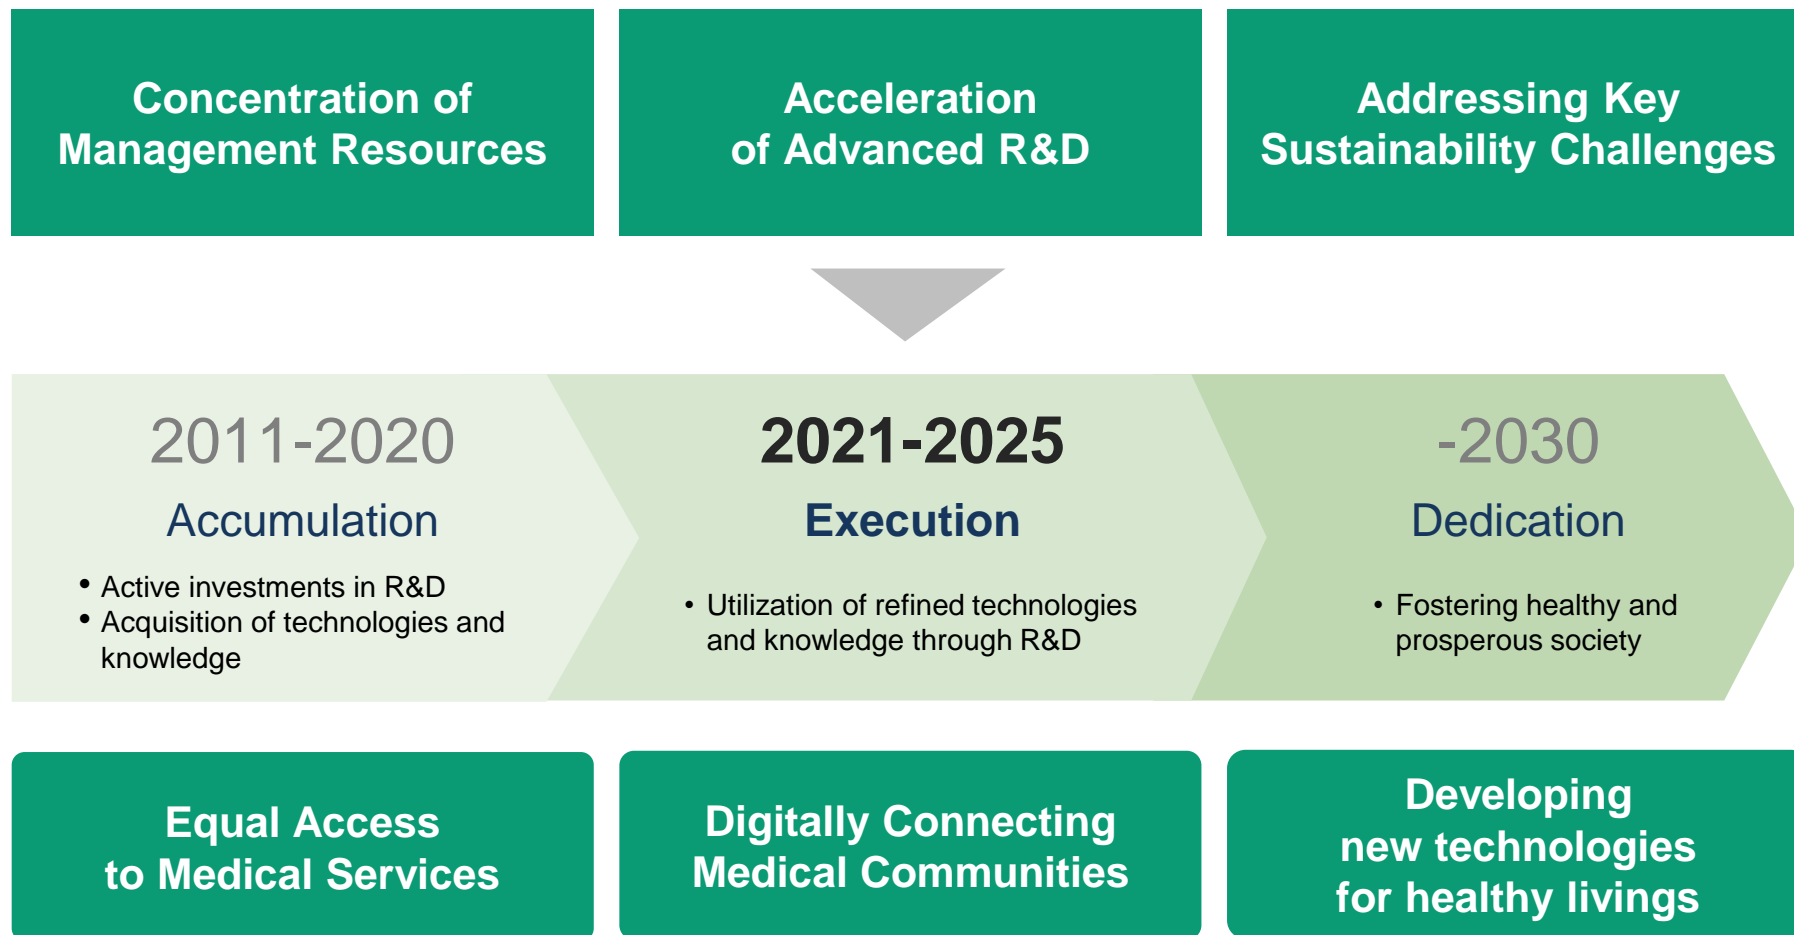 Concentration of
Management Resources
Acceleration
of Advanced R&D
Addressing Key
Sustainability Challenges
2011-2020
Accumulation
• Active investments in R&D
• Acquisition of technologies and
knowledge
2021-2025
Execution
• Utilization of refined technologies
and knowledge through R&D
-2030
Dedication
• Fostering healthy and
prosperous society
Equal Access
to Medical Services
Digitally Connecting
Medical Communities
Developing
new technologies
for healthy livings